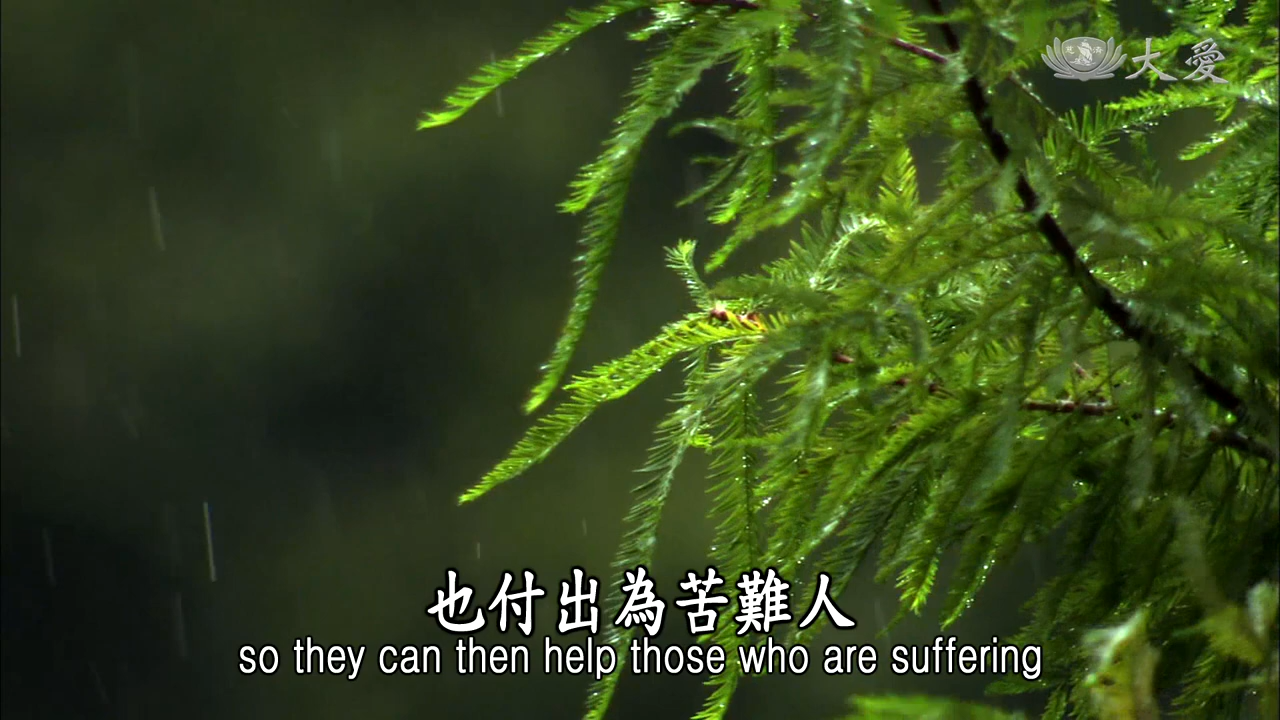 大愛
也付出為苦難人
so they can then help those who are suffering